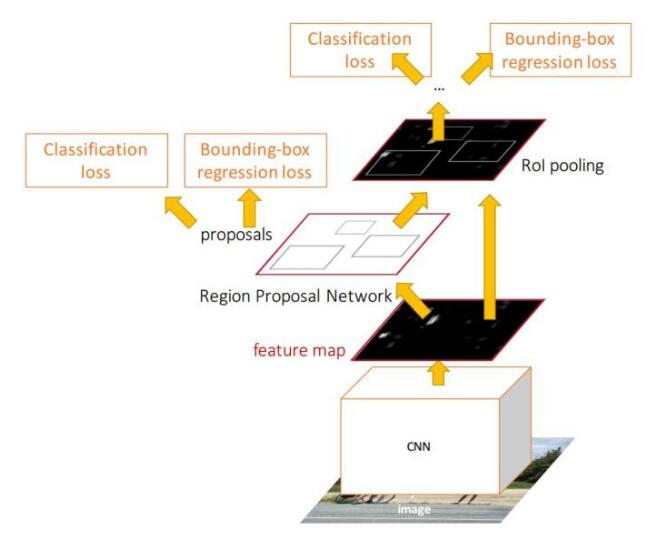 Classification
loss
Bounding-box
regression loss
...
Classification
loss
Bounding-box
regression loss
RoI pooling
proposals
Region Proposal Network
feature map
CNN
image